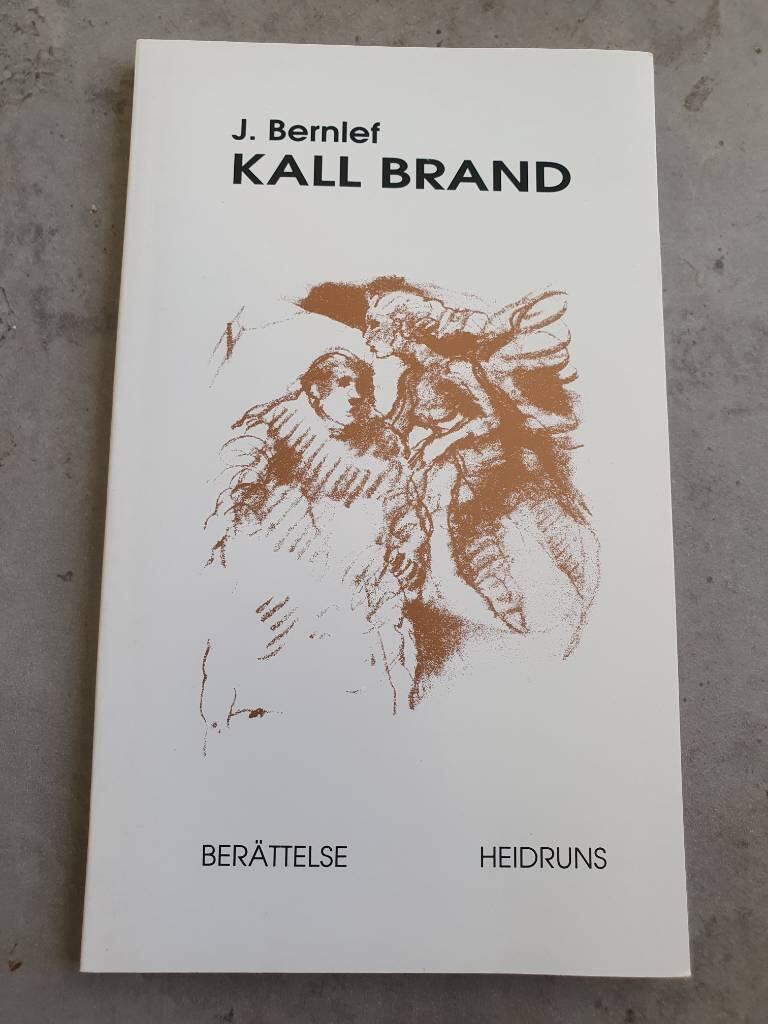 J. Bernlef
KALL BRAND
BERÄTTELSE
HEIDRUNS